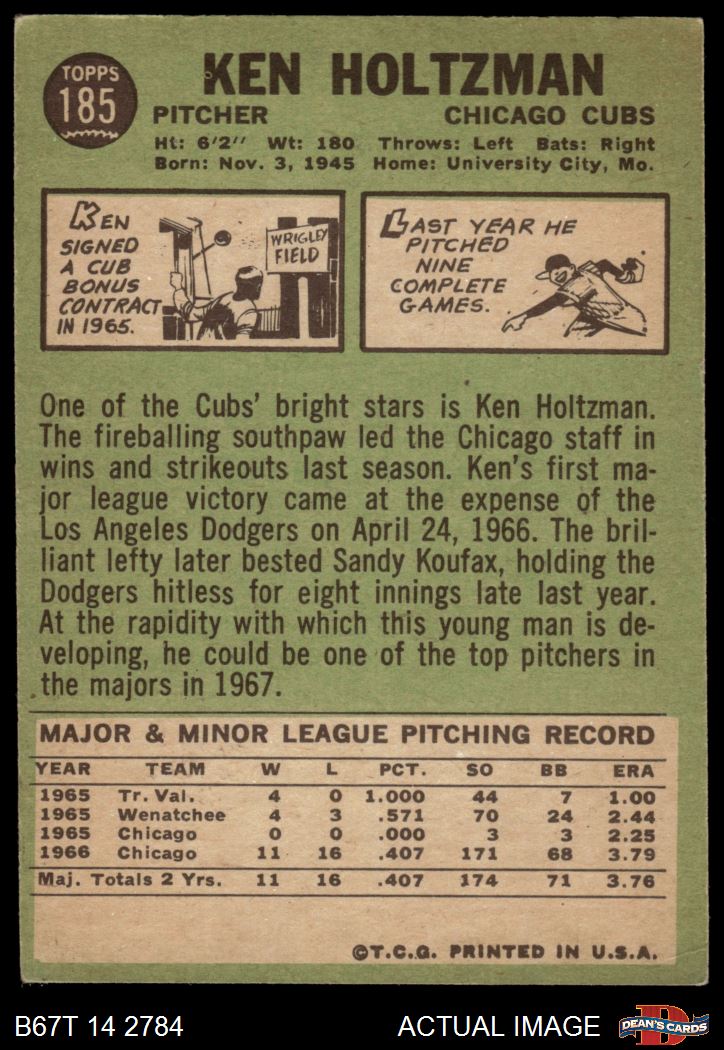 TOPPS
185
KEN HOLTZMAN
PITCHER CHICAGO CUBS
Ht: 6'2" Wt: 180 Throws: Left Bats: Right
Born: Nov. 3, 1945 Home: University City, Mo.
KEN
SIGNED
A CUB
BONUS
CONTRACT
IN 1965.
WRIGLEY
FIELD
LAST YEAR HE
PITCHED
NINE
COMPLETE
GAMES.
One of the Cubs' bright stars is Ken Holtzman.
The fireballing southpaw led the Chicago staff in
wins and strikeouts last season. Ken's first ma-
jor league victory came at the expense of the
Los Angeles Dodgers on April 24, 1966. The bril-
liant lefty later bested Sandy Koufax, holding the
Dodgers hitless for eight innings late last year.
At the rapidity with which this young man is de-
veloping, he could be one of the top pitchers in
the majors in 1967.
MAJOR & MINOR LEAGUE PITCHING RECORD
YEAR TEAM W L PCT. SO BB ERA
1965 Tr. Val. 4 0 1.000 44 7 1.00
1965 Wenatchee 4 3 .571 70 24 2.44
1965 Chicago 0 0 .000 3 3 2.25
1966 Chicago 11 16 .407 171 68 3.79
Maj. Totals 2 Yrs. 11 16 .407 174 71 3.76
©T.C.G. PRINTED IN U.S.A.
B67T 14 2784 ACTUAL IMAGE
DEAN'S CARDS